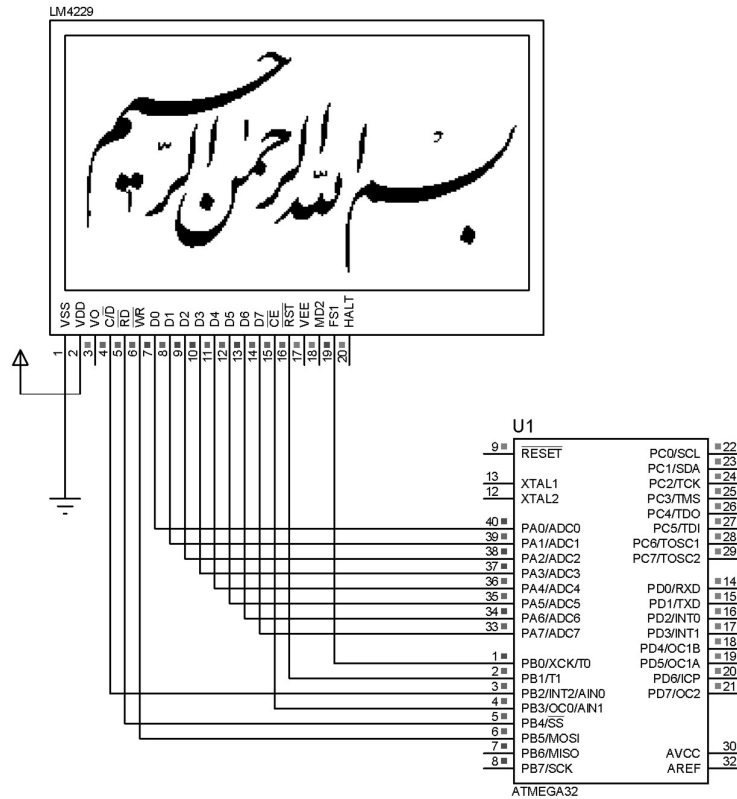 LM4229
بسم الله الرحمن الرحیم
VSS
VDD
VO
C/D
RD
WR
D0
D1
D2
D3
D4
D5
D6
D7
CE
RST
VEE
MD2
FS1
HALT
1
2
3
4
5
6
7
8
9
10
11
12
13
14
15
16
17
18
19
20
U1
9 RESET
13 XTAL1
12 XTAL2
40 PA0/ADC0
39 PA1/ADC1
38 PA2/ADC2
37 PA3/ADC3
36 PA4/ADC4
35 PA5/ADC5
34 PA6/ADC6
33 PA7/ADC7
1 PB0/XCK/T0
2 PB1/T1
3 PB2/INT2/AIN0
4 PB3/OC0/AIN1
5 PB4/SS
6 PB5/MOSI
7 PB6/MISO
8 PB7/SCK
PC0/SCL 22
PC1/SDA 23
PC2/TCK 24
PC3/TMS 25
PC4/TDO 26
PC5/TDI 27
PC6/TOSC1 28
PC7/TOSC2 29
PD0/RXD 14
PD1/TXD 15
PD2/INT0 16
PD3/INT1 17
PD4/OC1B 18
PD5/OC1A 19
PD6/ICP 20
PD7/OC2 21
AVCC 30
AREF 32
ATMEGA32